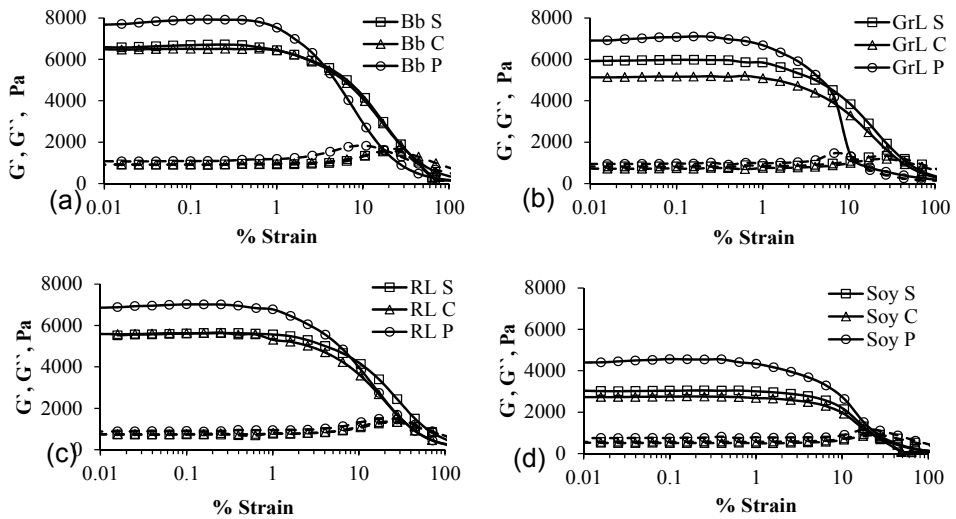 8000
6000
4000
2000
0
G`, G``, Pa
Bb S
Bb C
Bb P
(a)
0.01 0.1 1 10 100
% Strain
8000
6000
4000
2000
0
G`, G``, Pa
GrL S
GrL C
GrL P
(b)
0.01 0.1 1 10 100
% Strain
8000
6000
4000
2000
0
G`, G``, Pa
RL S
RL C
RL P
(c)
0.01 0.1 1 10 100
% Strain
8000
6000
4000
2000
0
G`, G``, Pa
Soy S
Soy C
Soy P
(d)
0.01 0.1 1 10 100
% Strain